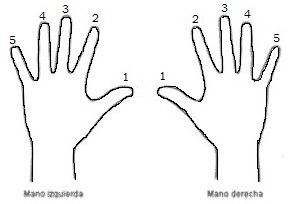 5 4 3 2 1
1 2 3 4 5
Mano izquierda
Mano derecha